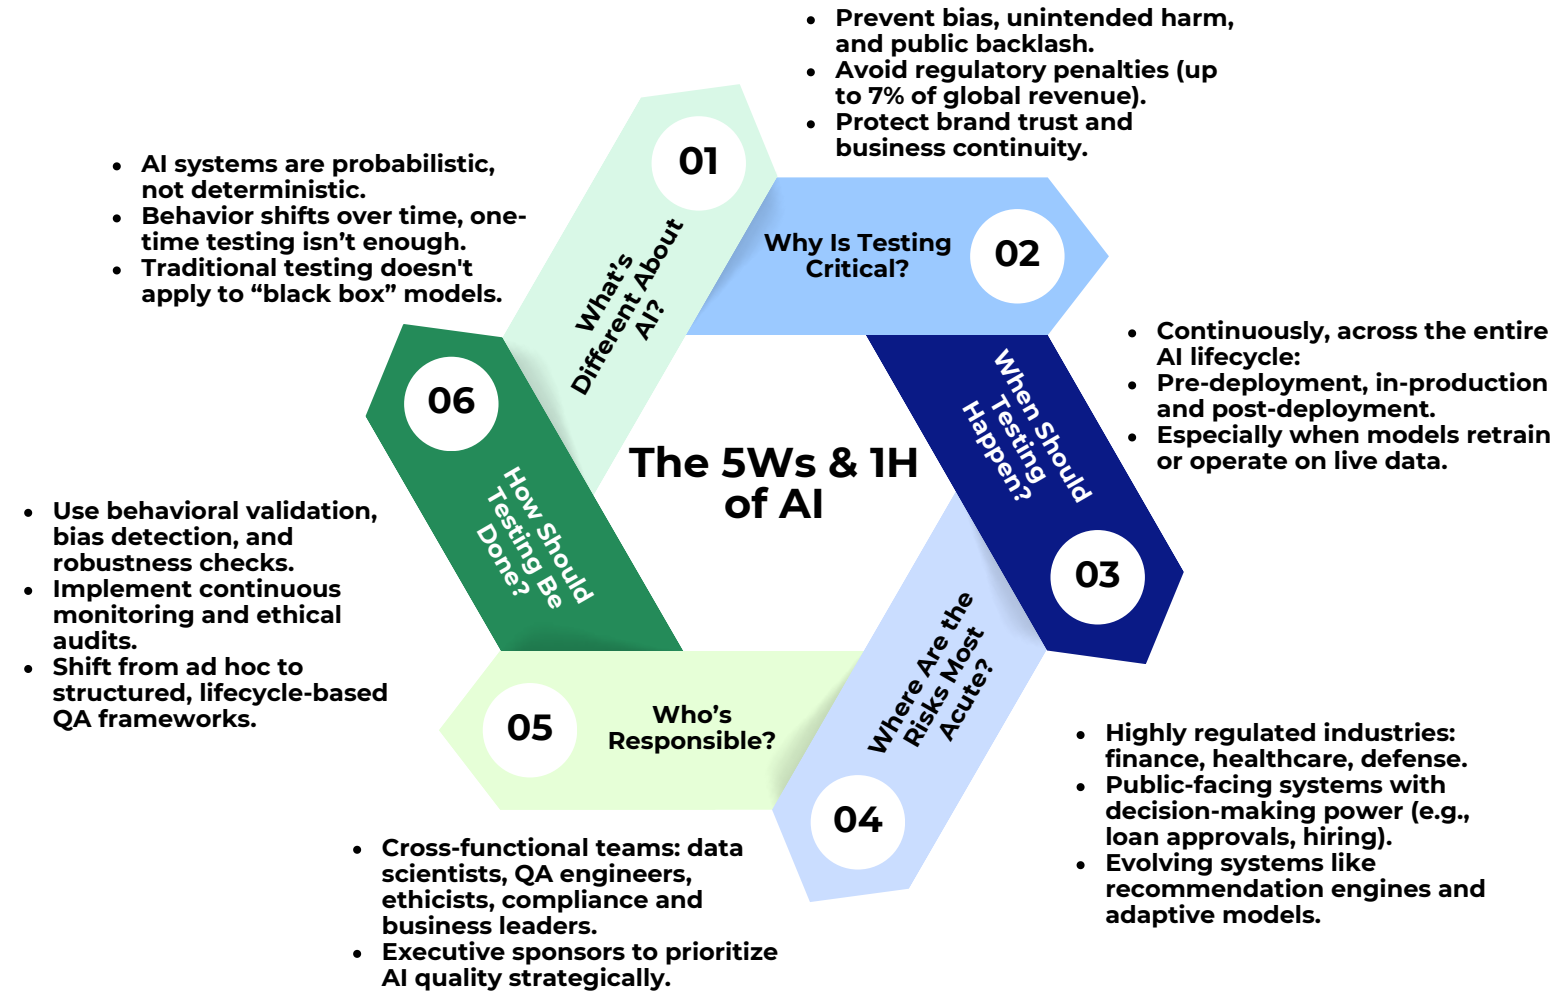 The 5Ws & 1H
of AI
01
What’s
Different About
AI?
• AI systems are probabilistic,
not deterministic.
• Behavior shifts over time, one-
time testing isn’t enough.
• Traditional testing doesn't
apply to “black box” models.
02
Why Is Testing
Critical?
• Prevent bias, unintended harm,
and public backlash.
• Avoid regulatory penalties (up
to 7% of global revenue).
• Protect brand trust and
business continuity.
03
When Should
Testing
Happen?
• Continuously, across the entire
AI lifecycle:
• Pre-deployment, in-production
and post-deployment.
• Especially when models retrain
or operate on live data.
04
Where Are the
Risks Most
Acute?
• Highly regulated industries:
finance, healthcare, defense.
• Public-facing systems with
decision-making power (e.g.,
loan approvals, hiring).
• Evolving systems like
recommendation engines and
adaptive models.
05
Who’s
Responsible?
• Cross-functional teams: data
scientists, QA engineers,
ethicists, compliance and
business leaders.
• Executive sponsors to prioritize
AI quality strategically.
06
How Should
Testing Be
Done?
• Use behavioral validation,
bias detection, and
robustness checks.
• Implement continuous
monitoring and ethical
audits.
• Shift from ad hoc to
structured, lifecycle-based
QA frameworks.